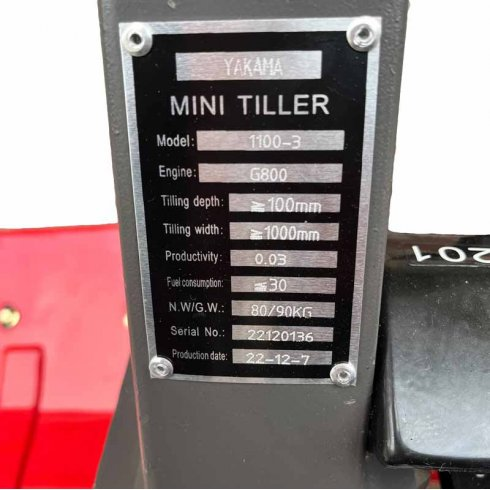 YAKAMA
MINI TILLER
Model: 1100-3
Engine: G800
Tilling depth: ≥100mm
Tilling width: ≥1000mm
Productivity: 0.03
Fuel consumption: ≤30
N.W/G.W.: 80/90KG
Serial No.: 22120136
Production date: 22-12-7
201